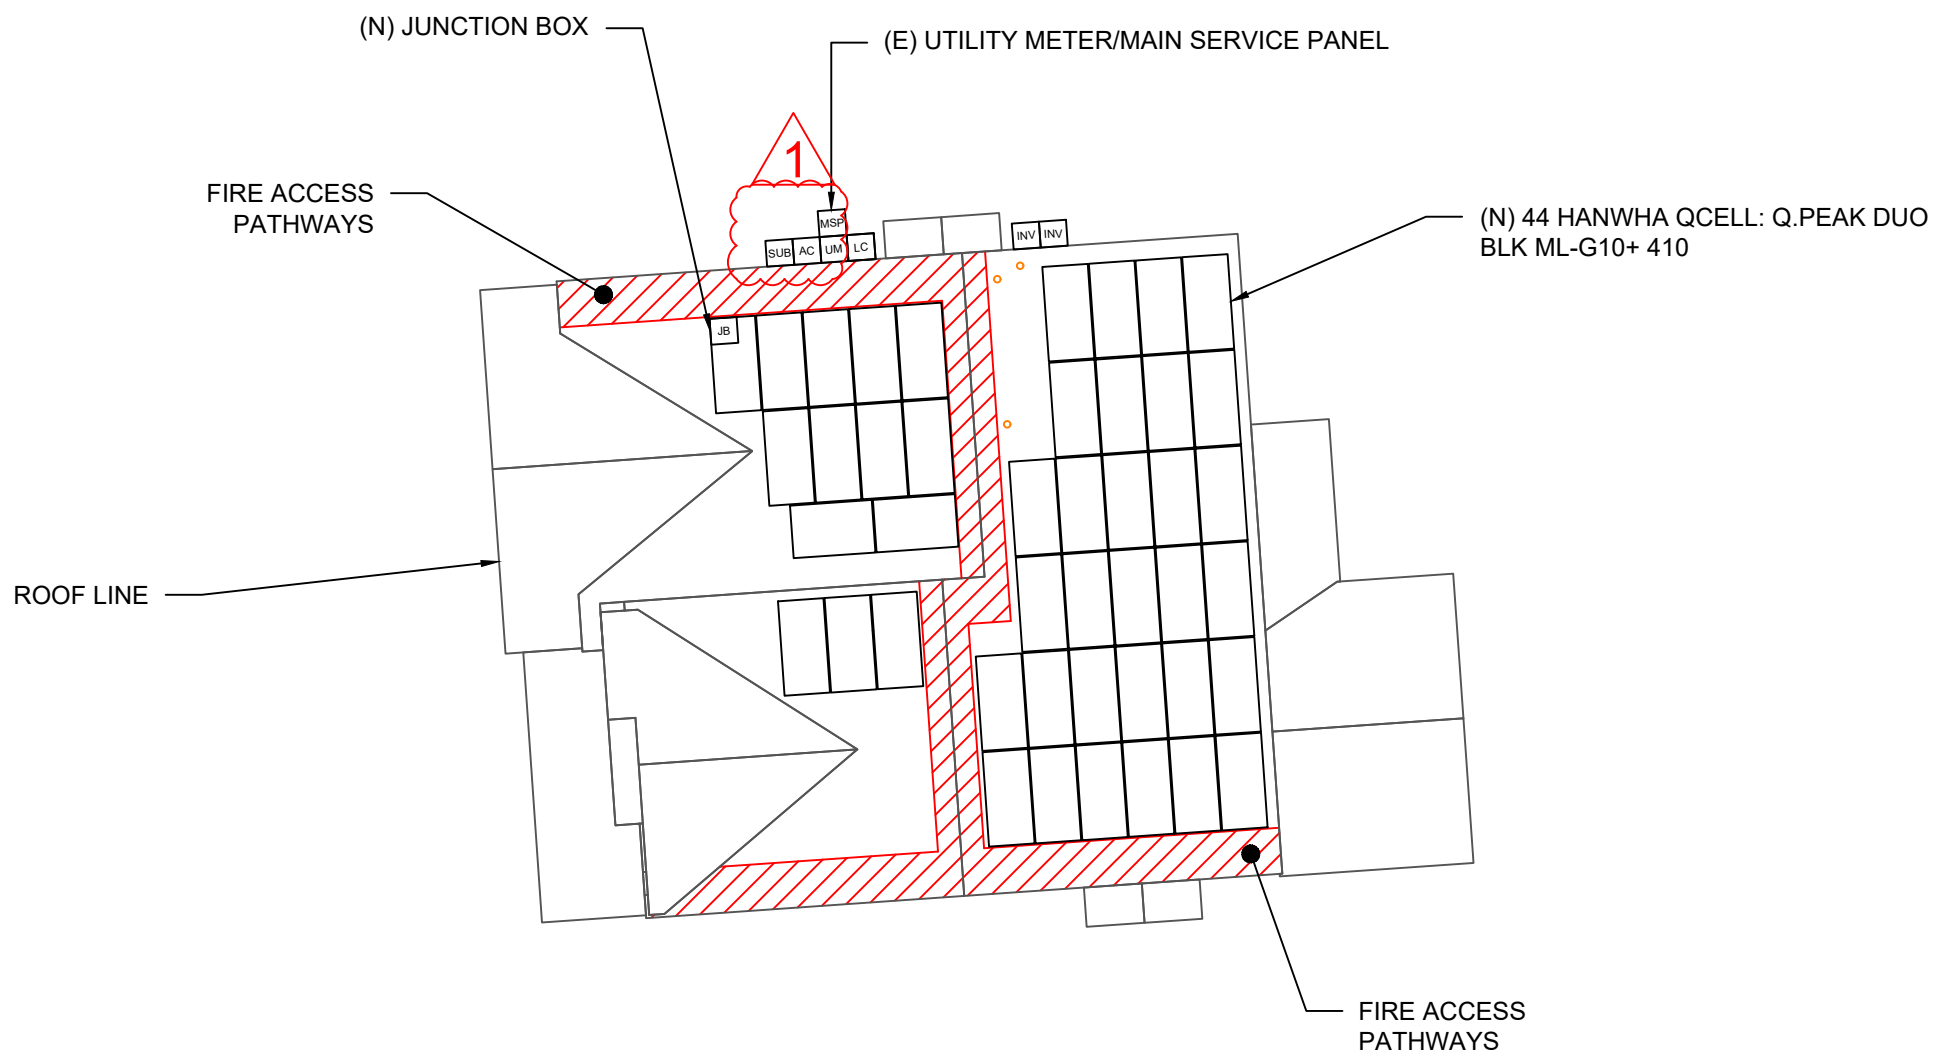 (N) JUNCTION BOX
(E) UTILITY METER/MAIN SERVICE PANEL
1
FIRE ACCESS
PATHWAYS
MSP
SUB AC UM LC
INV INV
(N) 44 HANWHA QCELL: Q.PEAK DUO
BLK ML-G10+ 410
JB
ROOF LINE
FIRE ACCESS
PATHWAYS